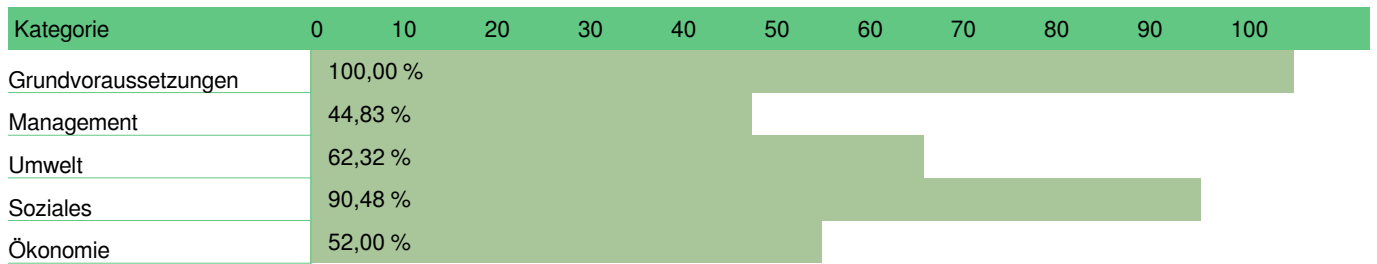 Kategorie 0 10 20 30 40 50 60 70 80 90 100
Grundvoraussetzungen 100,00 %
Management 44,83 %
Umwelt 62,32 %
Soziales 90,48 %
Ökonomie 52,00 %